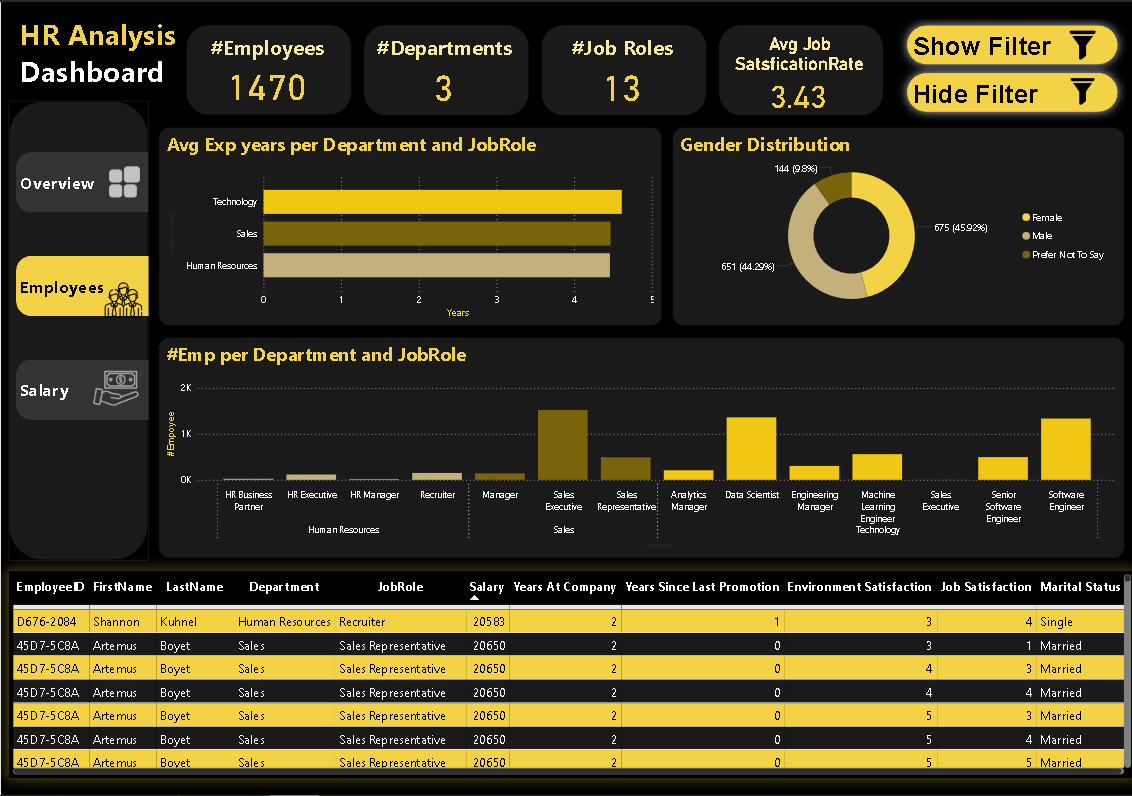 HR Analysis
Dashboard
#Employees
1470
#Departments
3
#Job Roles
13
Avg Job
SatsficationRate
3.43
Show Filter
Hide Filter
Overview
Employees
Salary
Avg Exp years per Department and JobRole
Technology
Sales
Human Resources
0 1 2 3 4 5
Years
Gender Distribution
144 (9.8%)
675 (45.92%)
651 (44.29%)
Female
Male
Prefer Not To Say
#Emp per Department and JobRole
#Empoyee
2K
1K
0K
HR Business Partner
HR Executive
HR Manager
Recruiter
Manager
Sales Executive
Sales Representative
Analytics Manager
Data Scientist
Engineering Manager
Machine Learning Engineer
Sales Executive
Senior Software Engineer
Software Engineer
Human Resources
Sales
Technology
EmployeeID FirstName LastName Department JobRole Salary Years At Company Years Since Last Promotion Environment Satisfaction Job Satisfaction Marital Status
D676-2084 Shannon Kuhnel Human Resources Recruiter 20583 2 1 3 4 Single
45D7-5C8A Artemus Boyet Sales Sales Representative 20650 2 0 3 1 Married
45D7-5C8A Artemus Boyet Sales Sales Representative 20650 2 0 4 3 Married
45D7-5C8A Artemus Boyet Sales Sales Representative 20650 2 0 4 4 Married
45D7-5C8A Artemus Boyet Sales Sales Representative 20650 2 0 5 3 Married
45D7-5C8A Artemus Boyet Sales Sales Representative 20650 2 0 5 4 Married
45D7-5C8A Artemus Boyet Sales Sales Representative 20650 2 0 5 5 Married